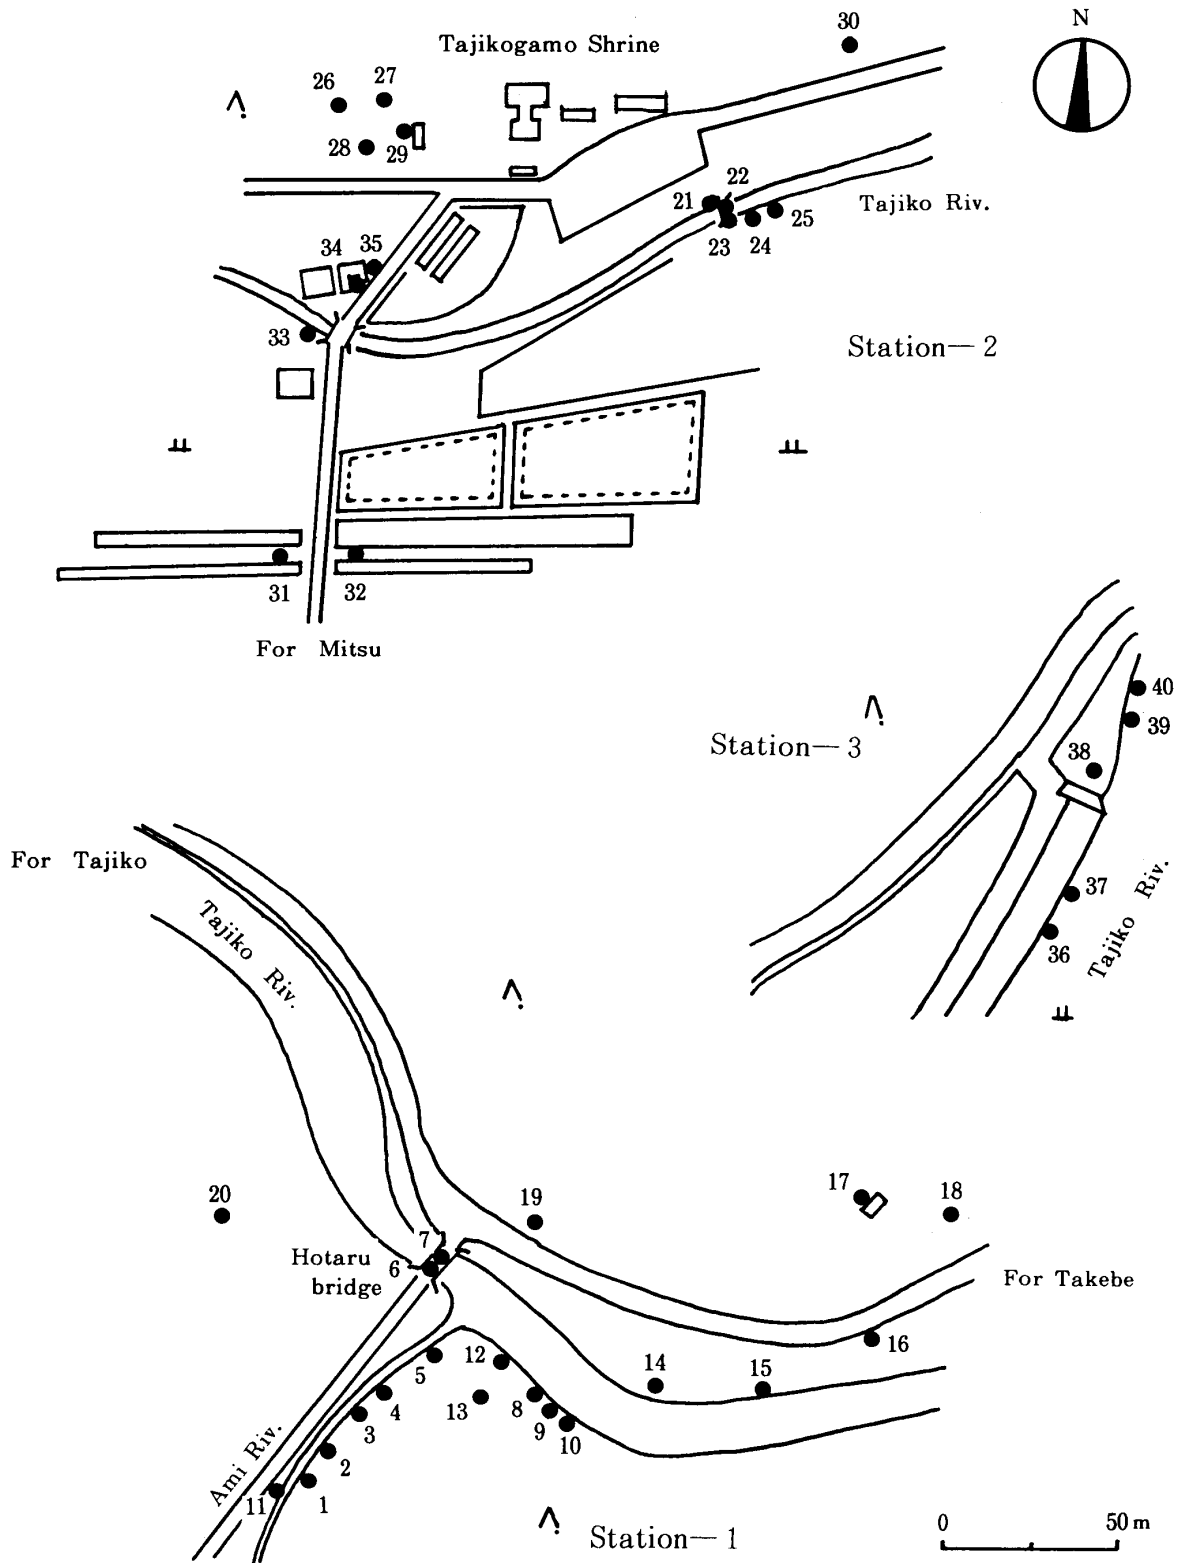 N
30
Tajikogamo Shrine
26
27
28
29
21
22
23
24
25
Tajiko Riv.
34
35
33
Station—2
31
32
For Mitsu
Station—3
40
39
38
37
36
Tajiko Riv.
For Tajiko
Tajiko Riv.
20
19
17
18
7
6
Hotaru
bridge
For Takebe
16
5
12
14
15
4
13
8
3
9
10
2
Ami Riv.
11
1
Station—1
0
50 m